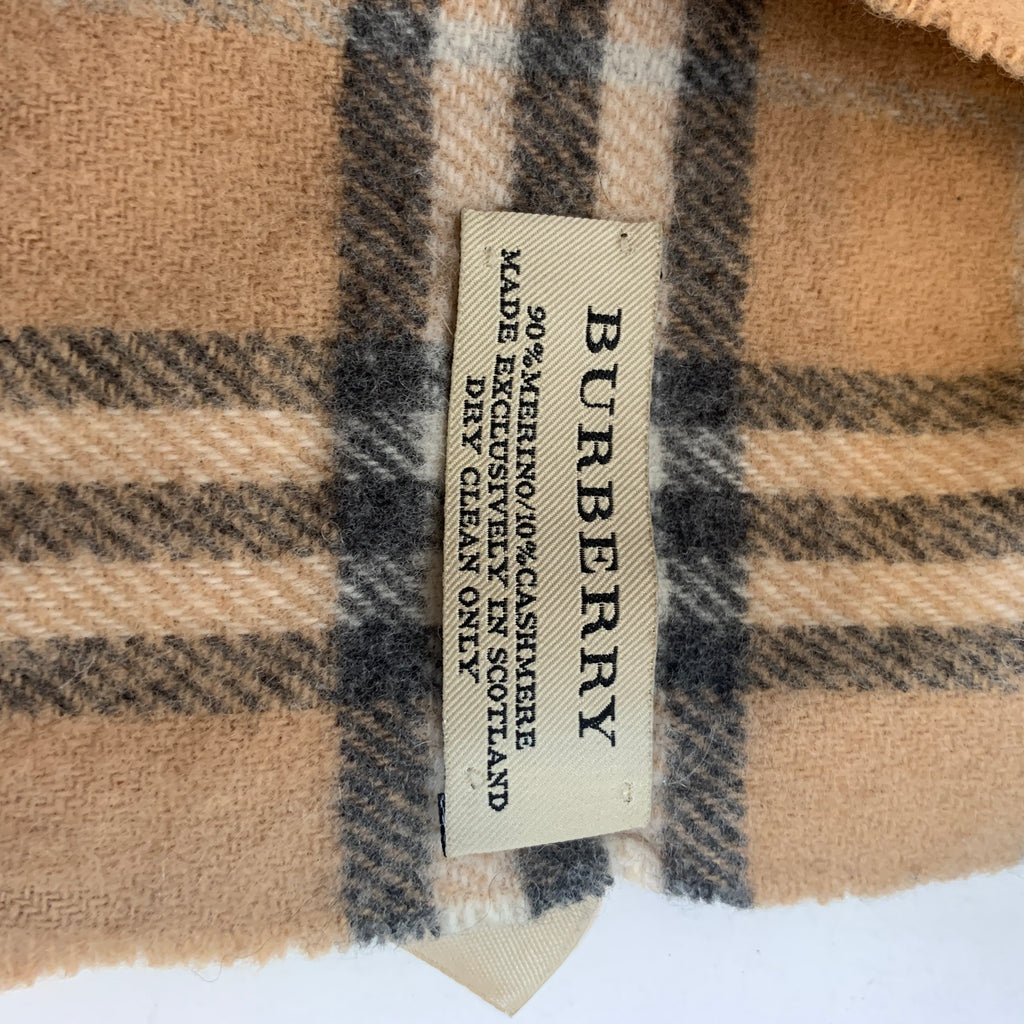 BURBERRY
90%MERINO/10%CASHMERE
MADE EXCLUSIVELY IN SCOTLAND
DRY CLEAN ONLY